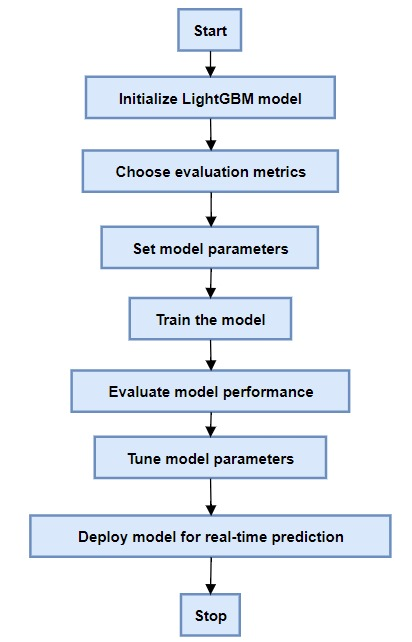 Start
Initialize LightGBM model
Choose evaluation metrics
Set model parameters
Train the model
Evaluate model performance
Tune model parameters
Deploy model for real-time prediction
Stop